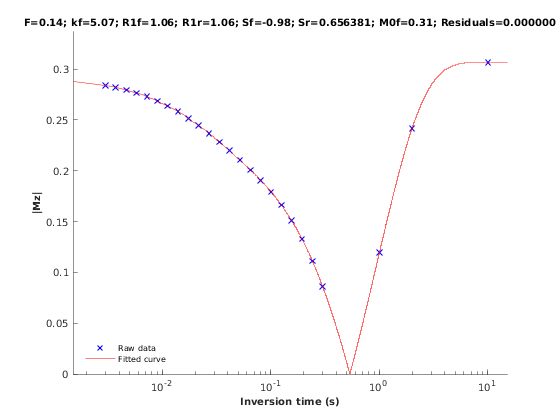 F=0.14; kf=5.07; R1f=1.06; R1r=1.06; Sf=-0.98; Sr=0.656381; M0f=0.31; Residuals=0.000000
0.3
0.25
0.2
0.15
0.1
0.05
0
|Mz|
Raw data
Fitted curve
10^-2
10^-1
10^0
10^1
Inversion time (s)